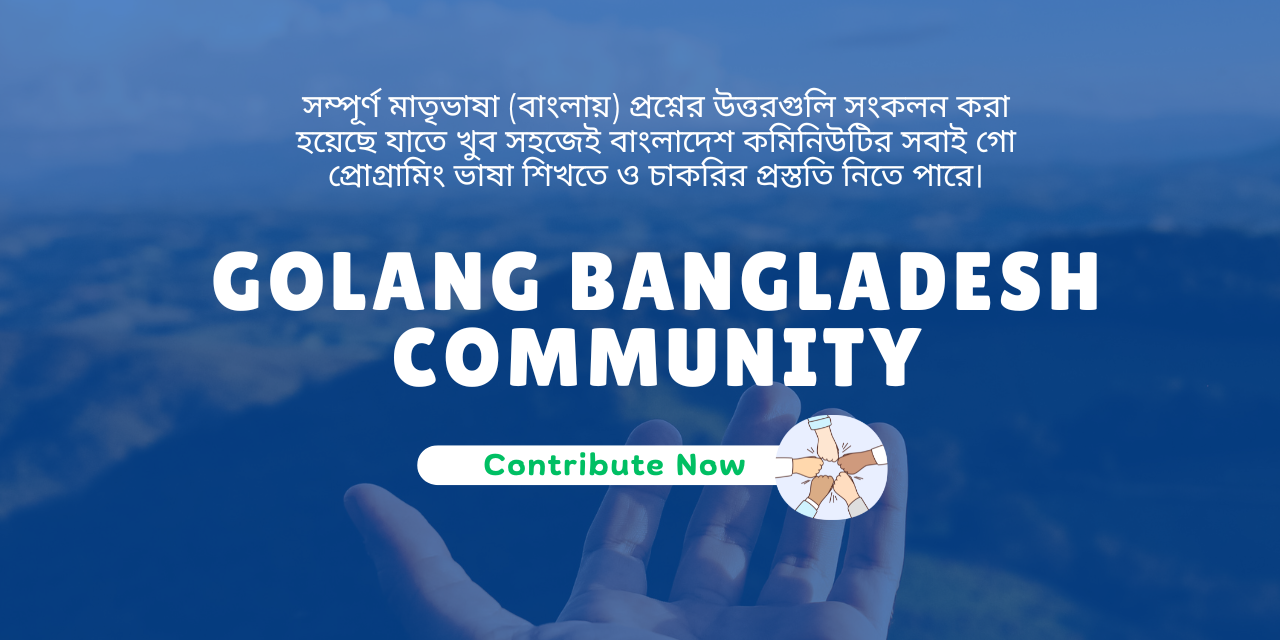 সম্পূর্ণ মাতৃভাষা (বাংলায়) প্রশ্নের উত্তরগুলি সংকলন করা
হয়েছে যাতে খুব সহজেই বাংলাদেশ কমিনিউটির সবাই গো
প্রোগ্রামিং ভাষা শিখতে ও চাকরির প্রস্তুতি নিতে পারে।
GOLANG BANGLADESH
COMMUNITY
Contribute Now